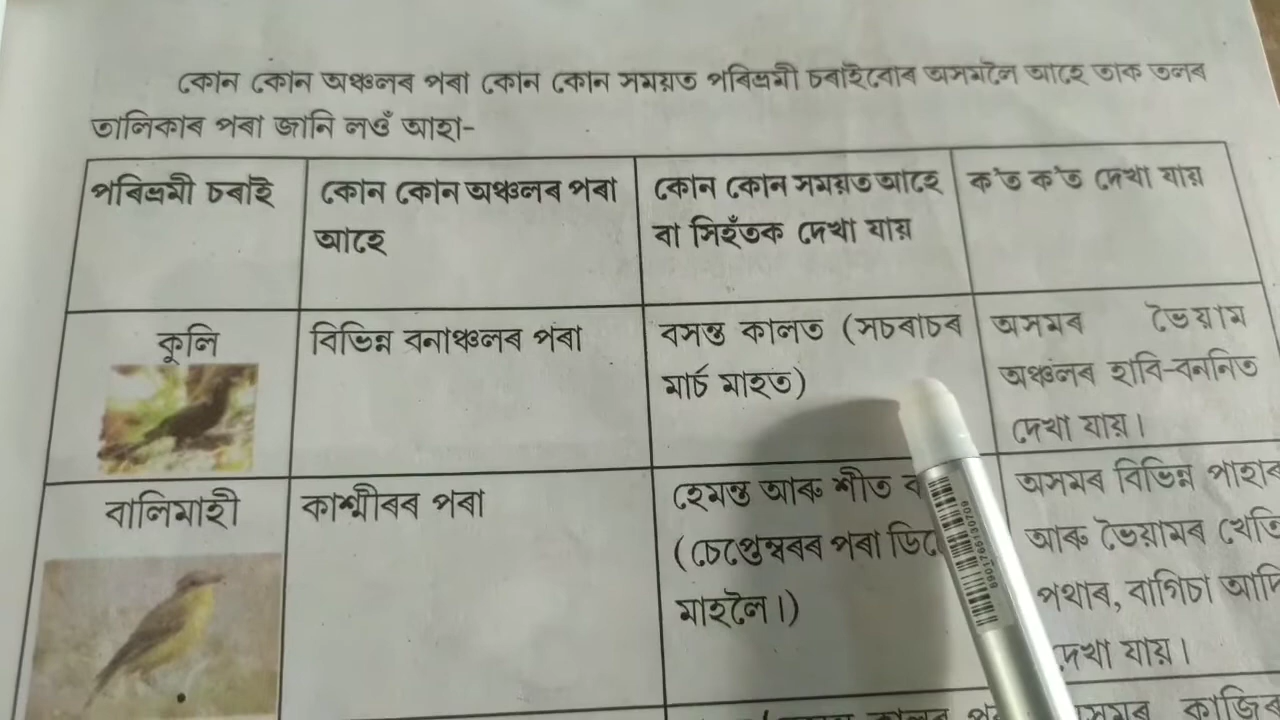 কোন কোন অঞ্চলৰ পৰা কোন কোন সময়ত পৰিভ্ৰমী চৰাইবোৰ অসমলৈ আহে তাক তলৰ
তালিকাৰ পৰা জানি লওঁ আহা-
পৰিভ্ৰমী চৰাই
কোন কোন অঞ্চলৰ পৰা
আহে
কোন কোন সময়ত আহে
বা সিহঁতক দেখা যায়
ক'ত ক'ত দেখা যায়
কুলি
বিভিন্ন বনাঞ্চলৰ পৰা
বসন্ত কালত (সচৰাচৰ
মাৰ্চ মাহত)
অসমৰ ভৈয়াম
অঞ্চলৰ হাবি-বননিত
দেখা যায়।
বালিমাহী
কাশ্মীৰৰ পৰা
হেমন্ত আৰু শীত
(চেপ্তেম্বৰৰ পৰা
মাহলৈ।)
অসমৰ বিভিন্ন
আৰু ভৈয়ামৰ
পথাৰ, বাগিচা
দেখা যায়।
6901766130709